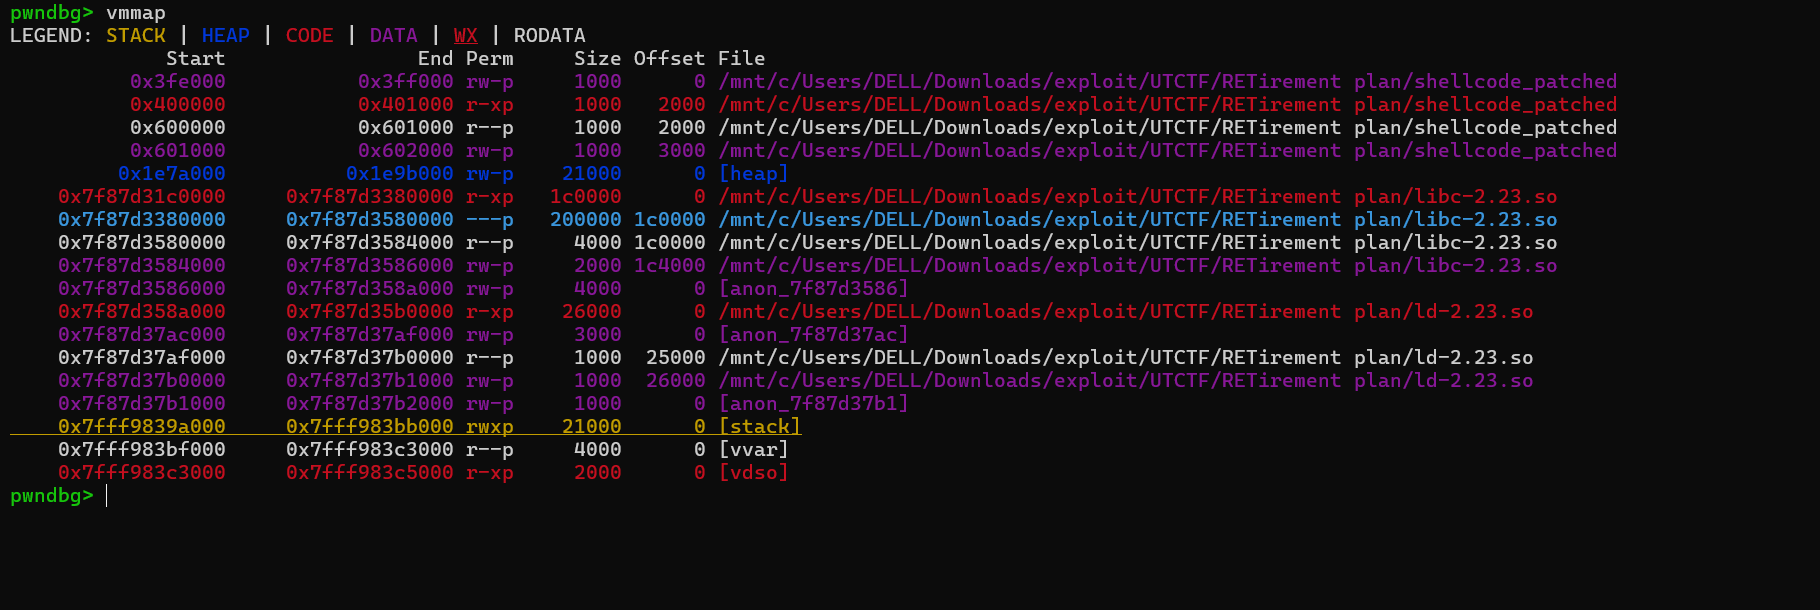 pwndbg> vmmap
LEGEND: STACK | HEAP | CODE | DATA | WX | RODATA
             Start                End Perm     Size Offset File
          0x3fe000           0x3ff000 rw-p     1000      0 /mnt/c/Users/DELL/Downloads/exploit/UTCTF/RETirement plan/shellcode_patched
          0x400000           0x401000 r-xp     1000   2000 /mnt/c/Users/DELL/Downloads/exploit/UTCTF/RETirement plan/shellcode_patched
          0x600000           0x601000 r--p     1000   2000 /mnt/c/Users/DELL/Downloads/exploit/UTCTF/RETirement plan/shellcode_patched
          0x601000           0x602000 rw-p     1000   3000 /mnt/c/Users/DELL/Downloads/exploit/UTCTF/RETirement plan/shellcode_patched
         0x1e7a000          0x1e9b000 rw-p    21000      0 [heap]
    0x7f87d31c0000     0x7f87d3380000 r-xp   1c0000      0 /mnt/c/Users/DELL/Downloads/exploit/UTCTF/RETirement plan/libc-2.23.so
    0x7f87d3380000     0x7f87d3580000 ---p   200000 1c0000 /mnt/c/Users/DELL/Downloads/exploit/UTCTF/RETirement plan/libc-2.23.so
    0x7f87d3580000     0x7f87d3584000 r--p     4000 1c0000 /mnt/c/Users/DELL/Downloads/exploit/UTCTF/RETirement plan/libc-2.23.so
    0x7f87d3584000     0x7f87d3586000 rw-p     2000 1c4000 /mnt/c/Users/DELL/Downloads/exploit/UTCTF/RETirement plan/libc-2.23.so
    0x7f87d3586000     0x7f87d358a000 rw-p     4000      0 [anon_7f87d3586]
    0x7f87d358a000     0x7f87d35b0000 r-xp    26000      0 /mnt/c/Users/DELL/Downloads/exploit/UTCTF/RETirement plan/ld-2.23.so
    0x7f87d37ac000     0x7f87d37af000 rw-p     3000      0 [anon_7f87d37ac]
    0x7f87d37af000     0x7f87d37b0000 r--p     1000  25000 /mnt/c/Users/DELL/Downloads/exploit/UTCTF/RETirement plan/ld-2.23.so
    0x7f87d37b0000     0x7f87d37b1000 rw-p     1000  26000 /mnt/c/Users/DELL/Downloads/exploit/UTCTF/RETirement plan/ld-2.23.so
    0x7f87d37b1000     0x7f87d37b2000 rw-p     1000      0 [anon_7f87d37b1]
    0x7fff9839a000     0x7fff983bb000 rwxp    21000      0 [stack]
    0x7fff983bf000     0x7fff983c3000 r--p     4000      0 [vvar]
    0x7fff983c3000     0x7fff983c5000 r-xp     2000      0 [vdso]
pwndbg>